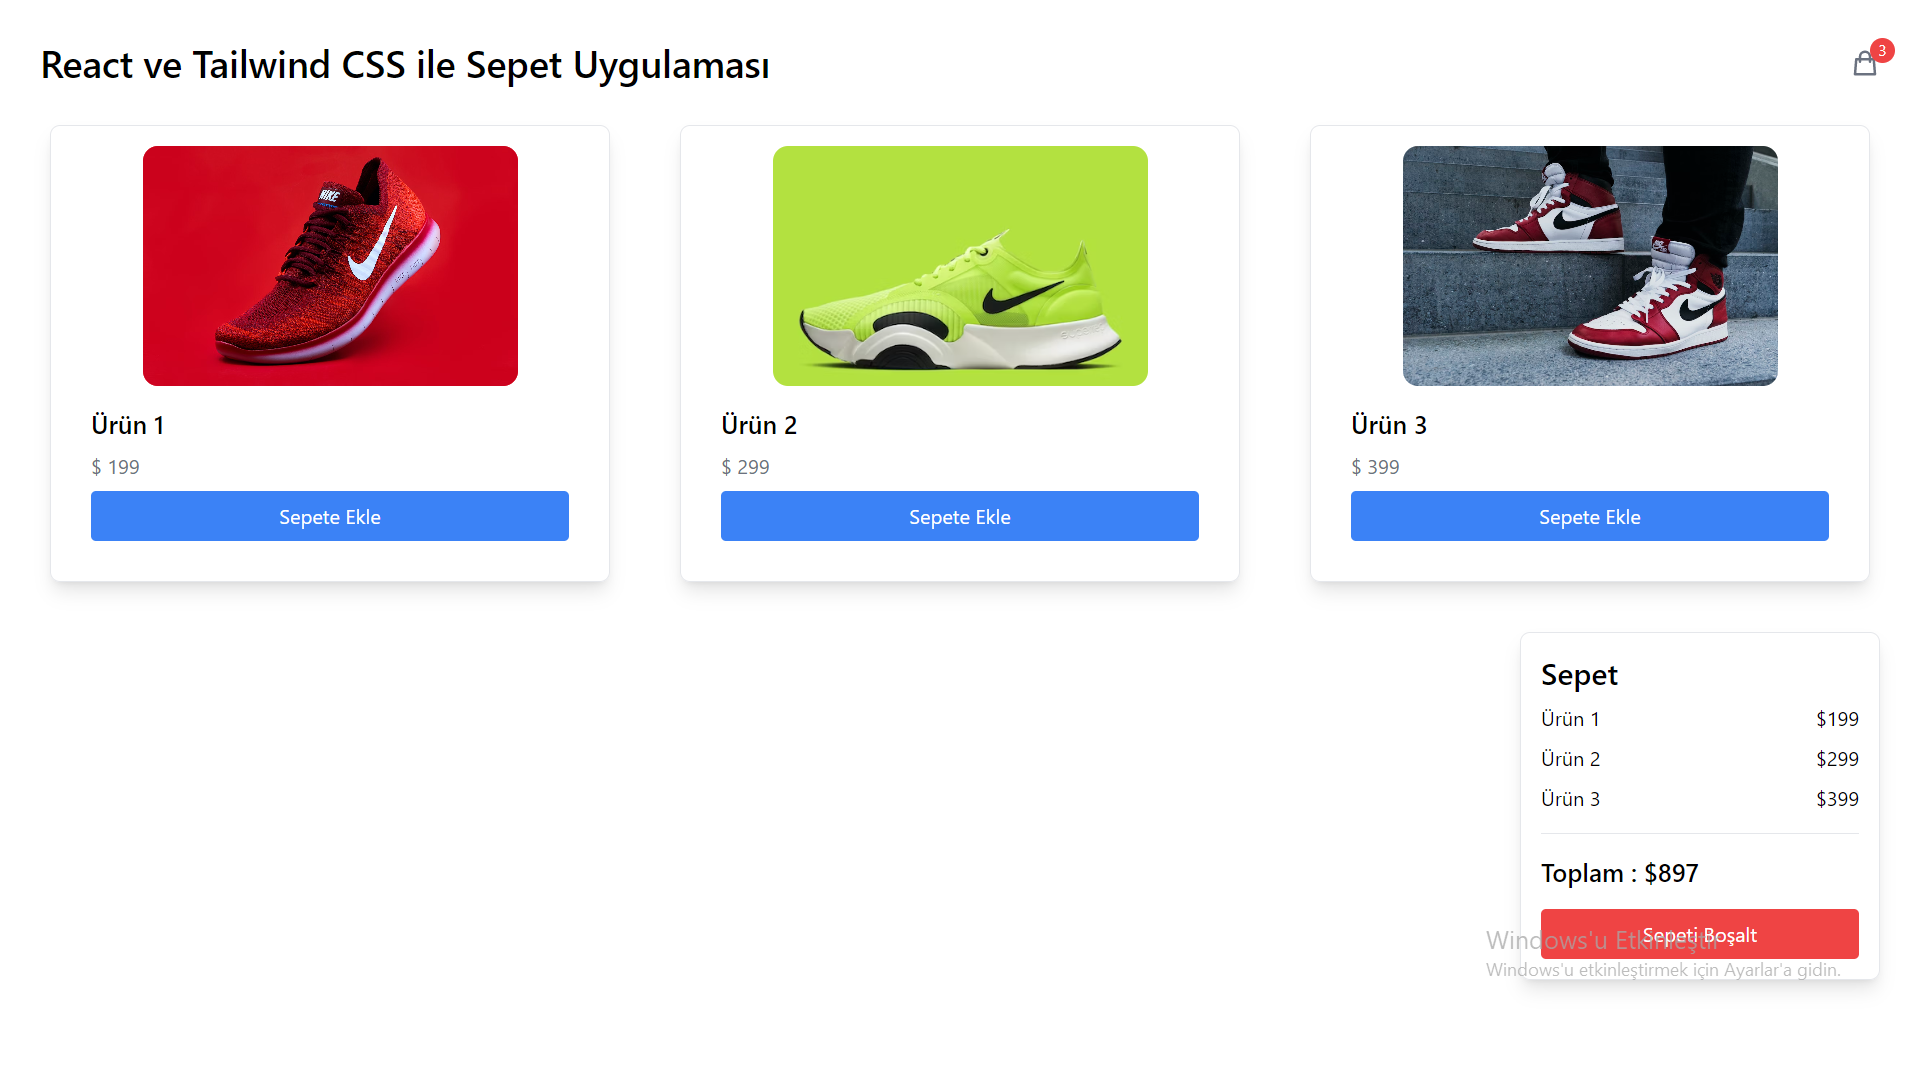 React ve Tailwind CSS ile Sepet Uygulaması
3
NIKE
Ürün 1
$ 199
Sepete Ekle
Ürün 2
$ 299
Sepete Ekle
Ürün 3
$ 399
Sepete Ekle
Sepet
Ürün 1 $199
Ürün 2 $299
Ürün 3 $399
Toplam : $897
Sepeti Boşalt
Windows'u Etkinleştir
Windows'u etkinleştirmek için Ayarlar'a gidin.